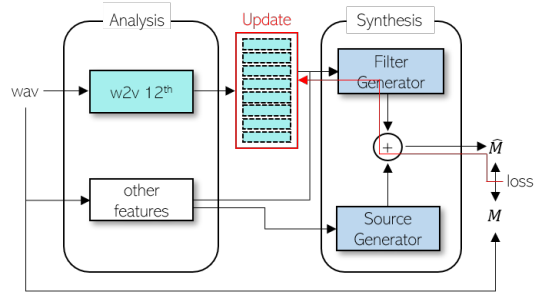 Analysis
Update
Synthesis
wav
w2v 12th
Filter
Generator
+
M̂
loss
M
other
features
Source
Generator